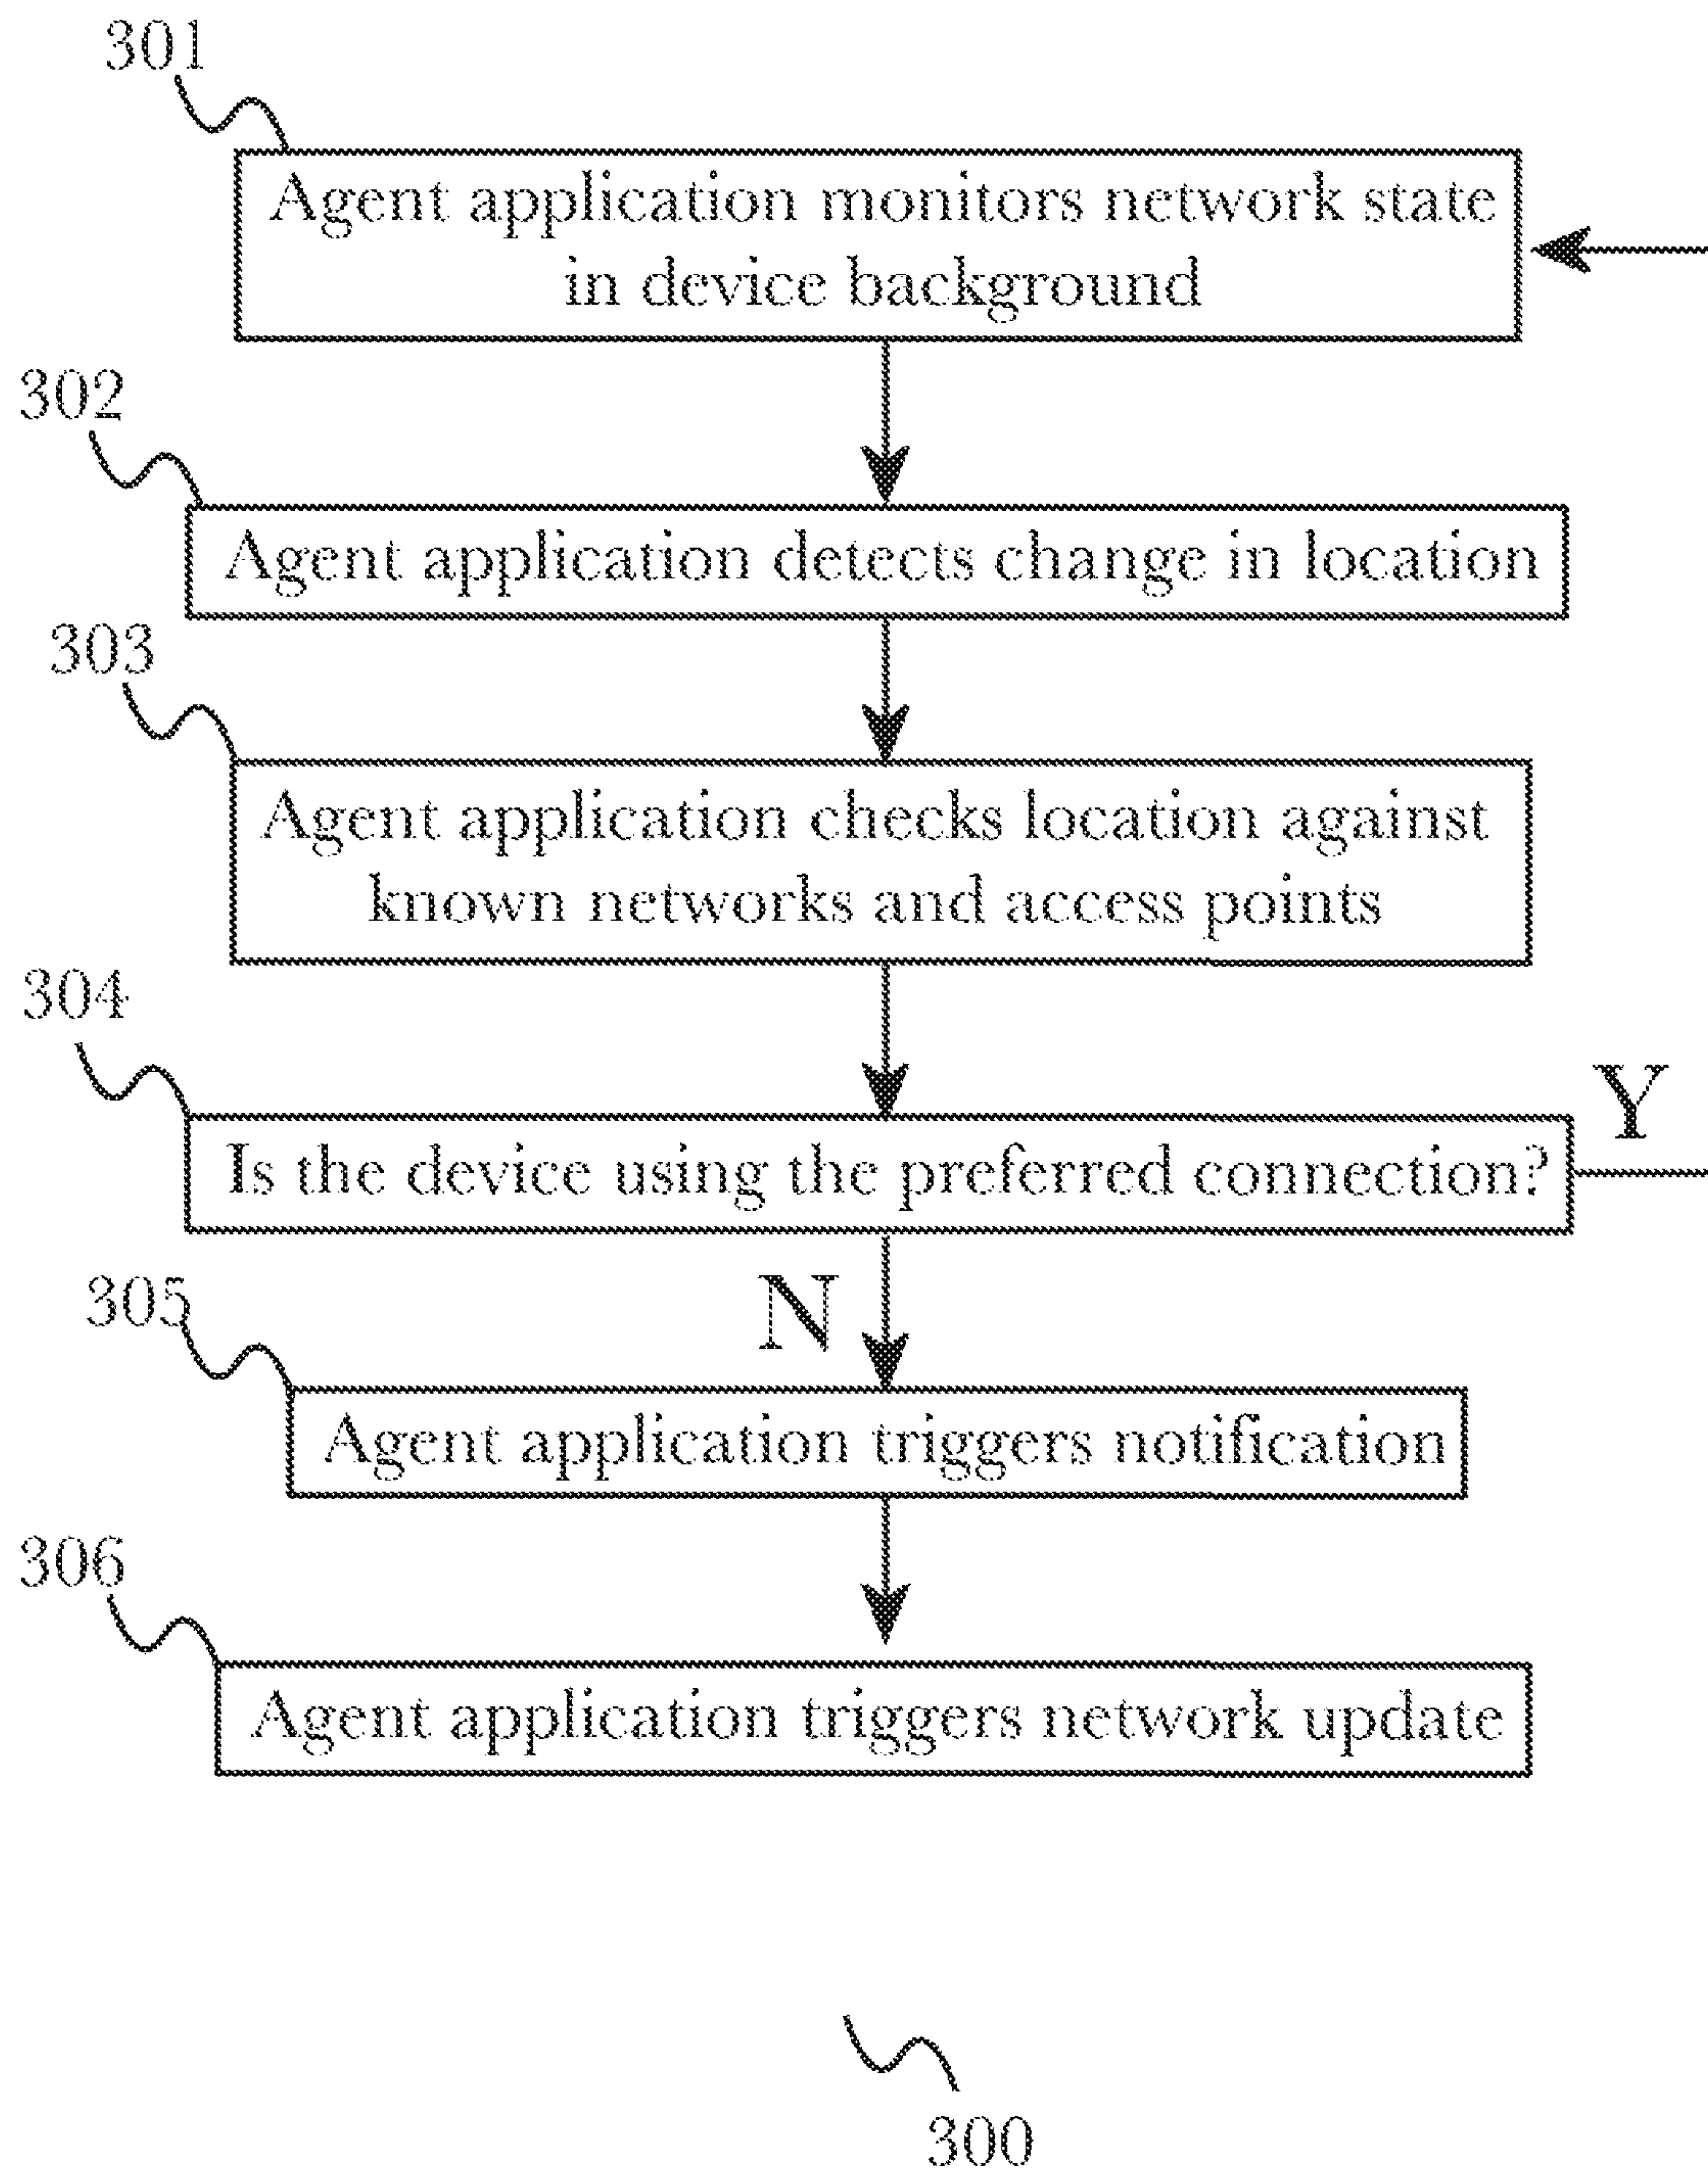 301
Agent application monitors network state
in device background
302
Agent application detects change in location
303
Agent application checks location against
known networks and access points
304
Is the device using the preferred connection?
Y
N
305
Agent application triggers notification
306
Agent application triggers network update
300